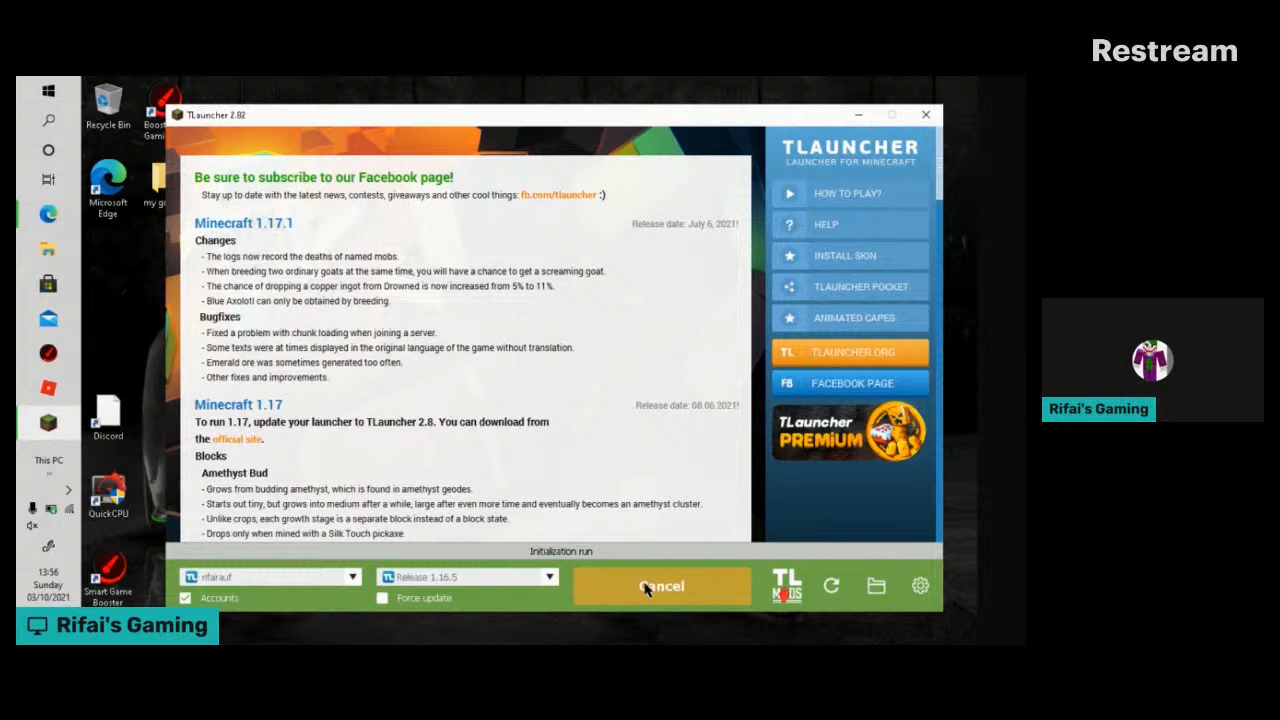 Restream
Recycle Bin
Boost
Gami
Microsoft
Edge
my ga
Discord
QuickCPU
Smart Game
Booster
This PC
13:56
Sunday
03/10/2021
TLauncher 2.82
Be sure to subscribe to our Facebook page!
Stay up to date with the latest news, contests, giveaways and other cool things: fb.com/tlauncher :)
Minecraft 1.17.1 Release date: July 6, 2021!
Changes
- The logs now record the deaths of named mobs.
- When breeding two ordinary goats at the same time, you will have a chance to get a screaming goat.
- The chance of dropping a copper ingot from Drowned is now increased from 5% to 11%.
- Blue Axolotl can only be obtained by breeding.
Bugfixes
- Fixed a problem with chunk loading when joining a server.
- Some texts were at times displayed in the original language of the game without translation.
- Emerald ore was sometimes generated too often.
- Other fixes and improvements.
Minecraft 1.17 Release date: 08.06.2021!
To run 1.17, update your launcher to TLauncher 2.8. You can download from
the official site.
Blocks
Amethyst Bud
- Grows from budding amethyst, which is found in amethyst geodes.
- Starts out tiny, but grows into medium after a while, large after even more time and eventually becomes an amethyst cluster.
- Unlike crops, each growth stage is a separate block instead of a block state.
- Drops only when mined with a Silk Touch pickaxe.
TLAUNCHER
LAUNCHER FOR MINECRAFT
HOW TO PLAY?
? HELP
INSTALL SKIN
TLAUNCHER POCKET
ANIMATED CAPES
TL TLAUNCHER.ORG
FB FACEBOOK PAGE
TLauncher
PREMIUM
Initialization run
TL rifairauf
TL Release 1.16.5
Cancel
TL
MODS
Accounts
Force update
Rifai's Gaming
Rifai's Gaming